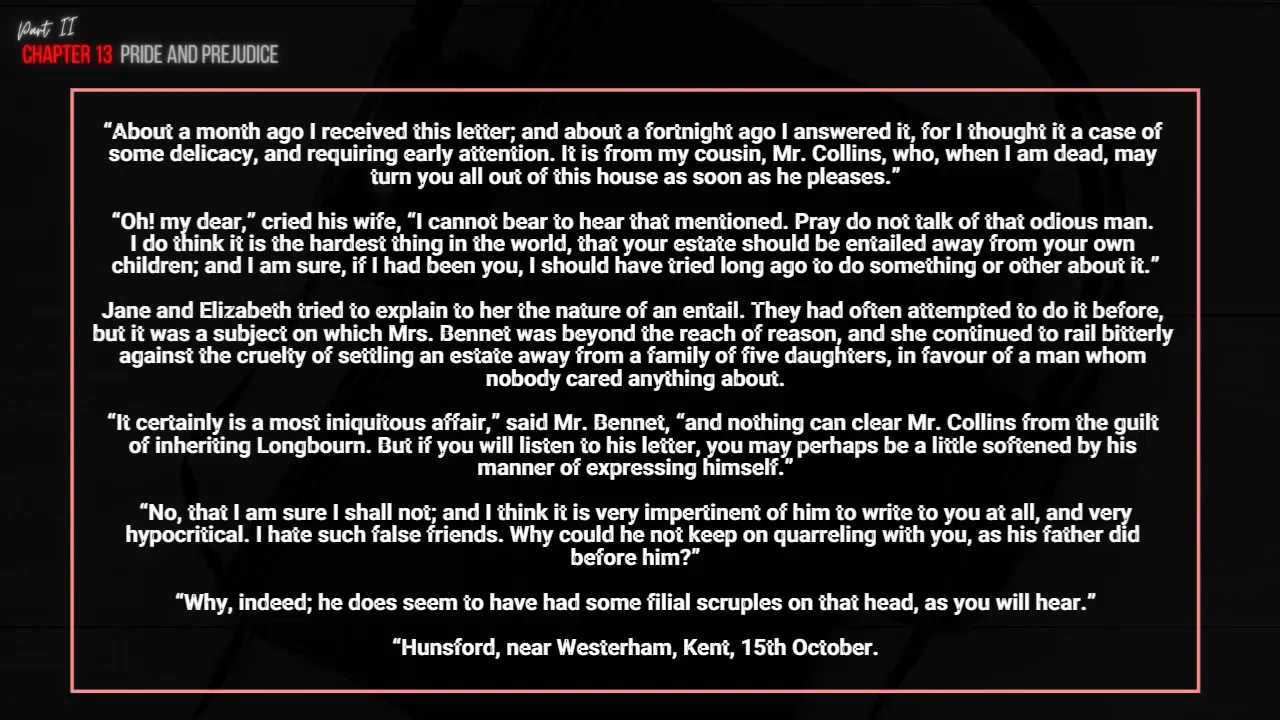 Part II
CHAPTER 13 PRIDE AND PREJUDICE
“About a month ago I received this letter; and about a fortnight ago I answered it, for I thought it a case of
some delicacy, and requiring early attention. It is from my cousin, Mr. Collins, who, when I am dead, may
turn you all out of this house as soon as he pleases.”
“Oh! my dear,” cried his wife, “I cannot bear to hear that mentioned. Pray do not talk of that odious man.
I do think it is the hardest thing in the world, that your estate should be entailed away from your own
children; and I am sure, if I had been you, I should have tried long ago to do something or other about it.”
Jane and Elizabeth tried to explain to her the nature of an entail. They had often attempted to do it before,
but it was a subject on which Mrs. Bennet was beyond the reach of reason, and she continued to rail bitterly
against the cruelty of settling an estate away from a family of five daughters, in favour of a man whom
nobody cared anything about.
“It certainly is a most iniquitous affair,” said Mr. Bennet, “and nothing can clear Mr. Collins from the guilt
of inheriting Longbourn. But if you will listen to his letter, you may perhaps be a little softened by his
manner of expressing himself.”
“No, that I am sure I shall not; and I think it is very impertinent of him to write to you at all, and very
hypocritical. I hate such false friends. Why could he not keep on quarreling with you, as his father did
before him?”
“Why, indeed; he does seem to have had some filial scruples on that head, as you will hear.”
“Hunsford, near Westerham, Kent, 15th October.